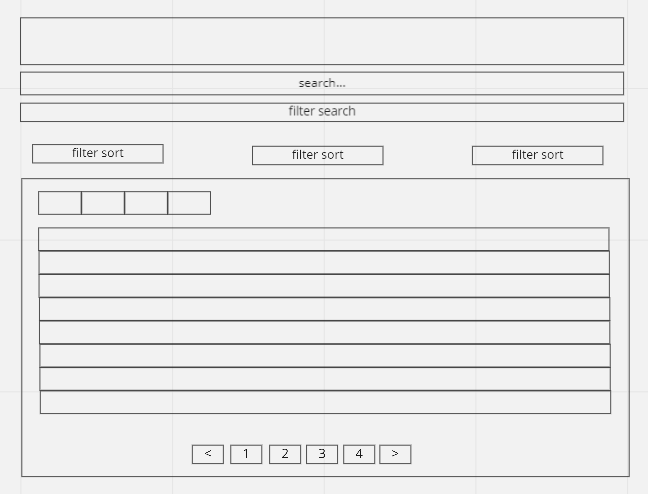 search...
filter search
filter sort filter sort filter sort
< 1 2 3 4 >